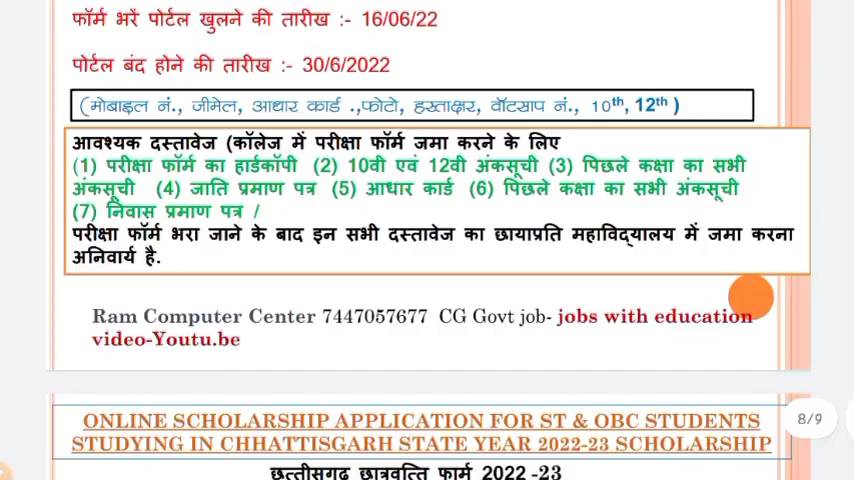 फॉर्म भरें पोर्टल खुलने की तारीख :- 16/06/22
पोर्टल बंद होने की तारीख :- 30/6/2022
(मोबाइल नं., जीमेल, आधार कार्ड .,फोटो, हस्ताक्षर, वॉटसाप नं., 10th, 12th )
आवश्यक दस्तावेज (कॉलेज में परीक्षा फॉर्म जमा करने के लिए
(1) परीक्षा फॉर्म का हार्डकॉपी (2) 10वी एवं 12वी अंकसूची (3) पिछले कक्षा का सभी
अंकसूची (4) जाति प्रमाण पत्र (5) आधार कार्ड (6) पिछले कक्षा का सभी अंकसूची
(7) निवास प्रमाण पत्र /
परीक्षा फॉर्म भरा जाने के बाद इन सभी दस्तावेज का छायाप्रति महाविद्यालय में जमा करना
अनिवार्य है.
Ram Computer Center 7447057677 CG Govt job- jobs with education
video-Youtu.be
8/9
ONLINE SCHOLARSHIP APPLICATION FOR ST & OBC STUDENTS
STUDYING IN CHHATTISGARH STATE YEAR 2022-23 SCHOLARSHIP
छत्तीसगढ़ छात्रवृत्ति फार्म 2022 -23